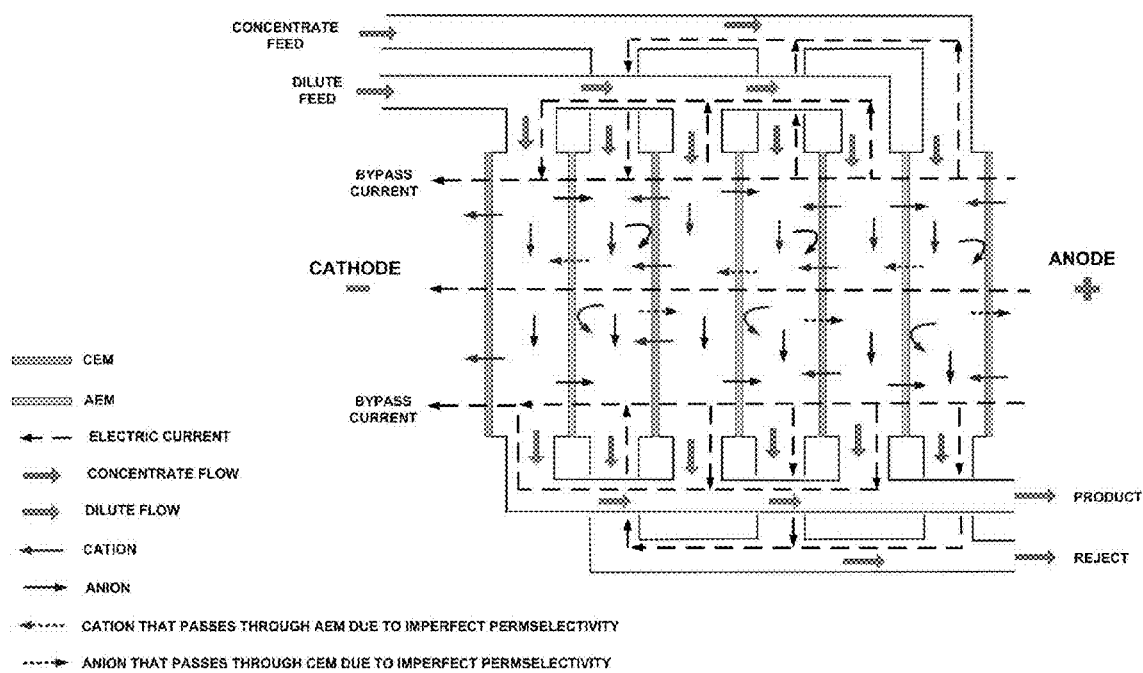 CONCENTRATE
FEED
DILUTE
FEED
BYPASS
CURRENT
CATHODE
ANODE
BYPASS
CURRENT
CEM
AEM
ELECTRIC CURRENT
CONCENTRATE FLOW
DILUTE FLOW
CATION
ANION
CATION THAT PASSES THROUGH AEM DUE TO IMPERFECT PERMSELECTIVITY
ANION THAT PASSES THROUGH CEM DUE TO IMPERFECT PERMSELECTIVITY
PRODUCT
REJECT